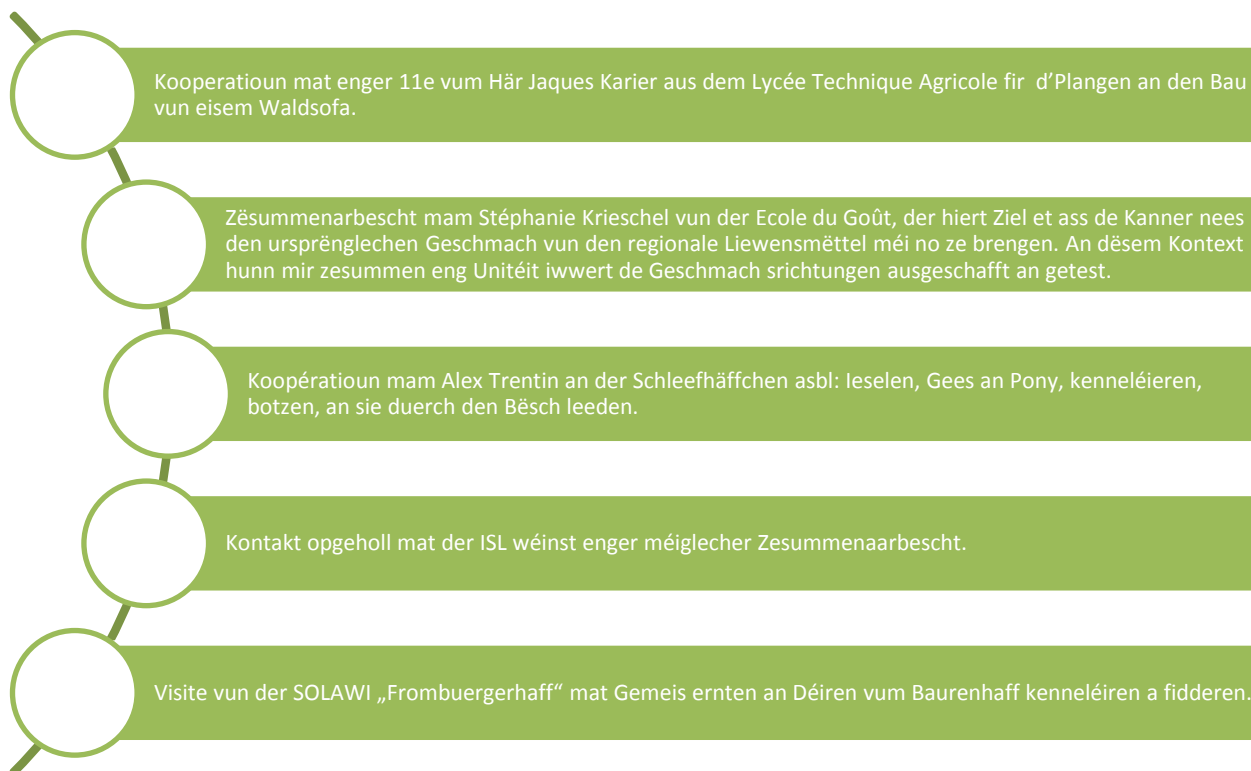 Kooperatioun mat enger 11e vum Här Jaques Karier aus dem Lycée Technique Agricole fir d’Plangen an den Bau
vun eisem Waldsofa.
Zësummenarbescht mam Stéphanie Krieschel vun der Ecole du Goût, der hiert Ziel et ass de Kanner nees
den ursprënglechen Geschmach vun den regionale Liewensmëttel méi no ze brengen. An dësem Kontext
hunn mir zesummen eng Unitéit iwwert de Geschmach srichtungen ausgeschafft an getest.
Koopératioun mam Alex Trentin an der Schleefhäffchen asbl: Ieselen, Gees an Pony, kenneléieren,
botzen, an sie duerch den Bësch leeden.
Kontakt opgeholl mat der ISL wéinst enger méiglecher Zesummenaarbescht.
Visite vun der SOLAWI „Frombuergerhaff“ mat Gemeis ernten an Déiren vum Baurenhaff kenneléiren a fidderen.